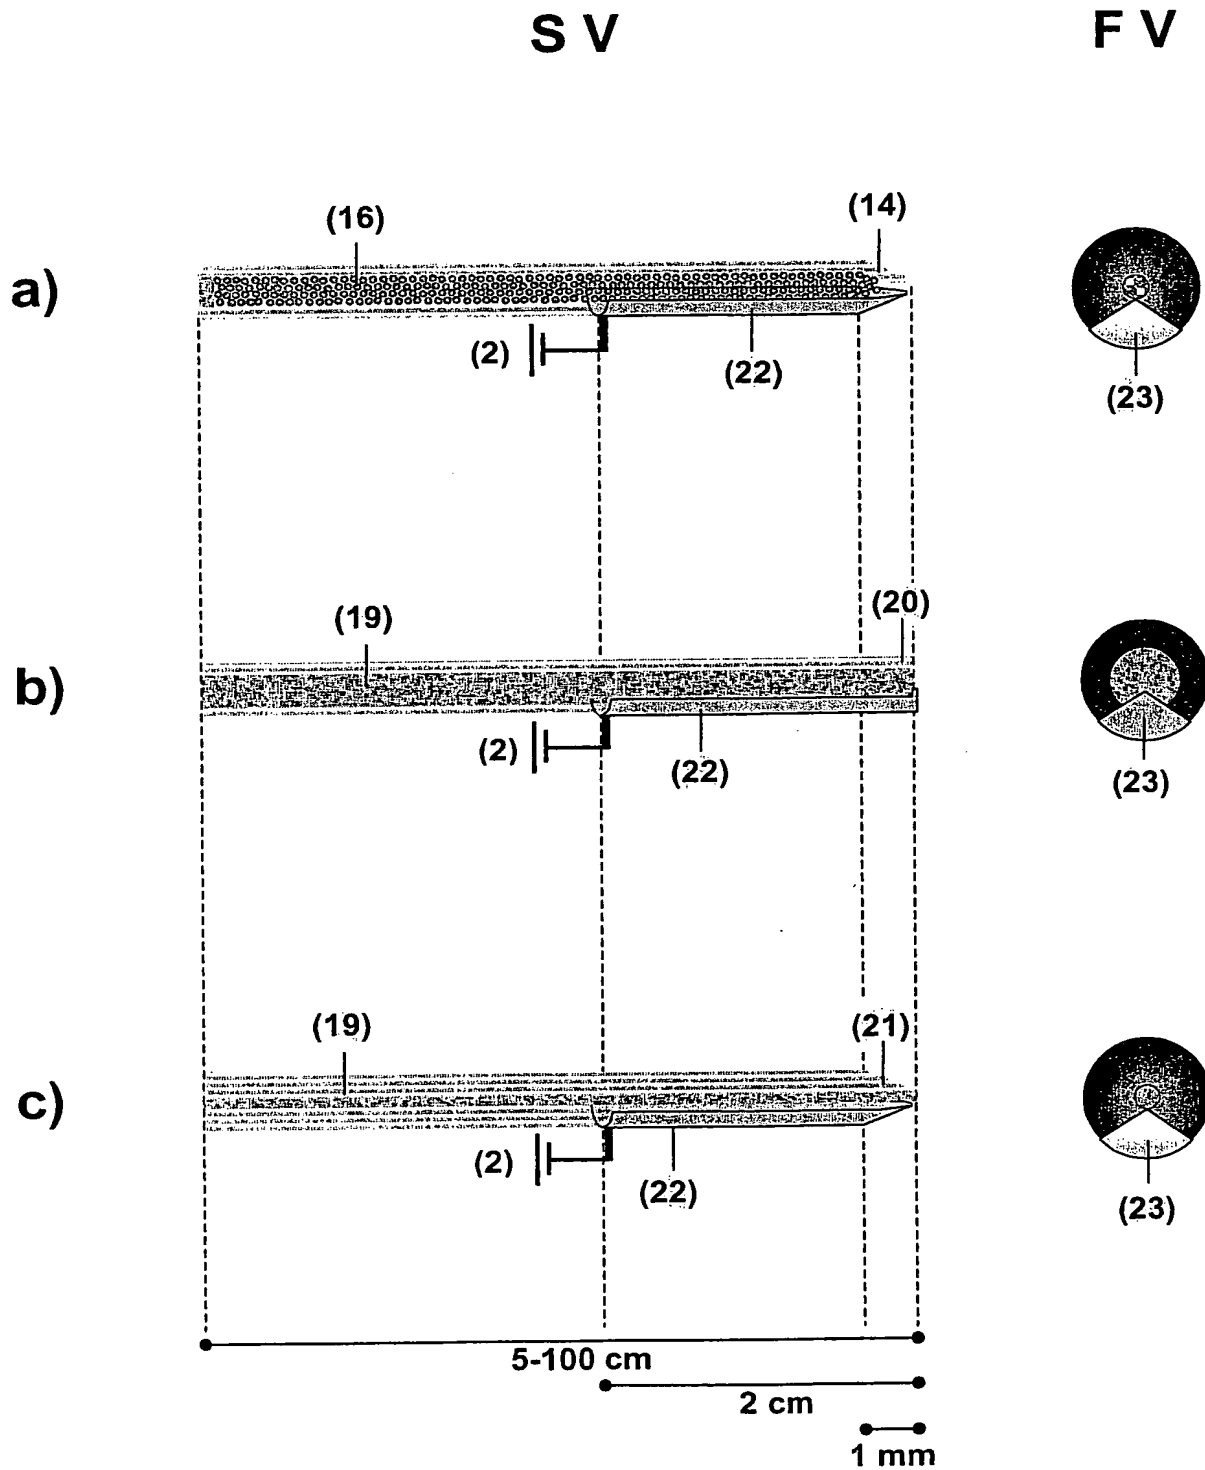 S V F V
(16) (14)
a)
(2) (22) (23)
(19) (20)
b)
(2) (22) (23)
(19) (21)
c)
(2) (22) (23)
5-100 cm
2 cm
1 mm